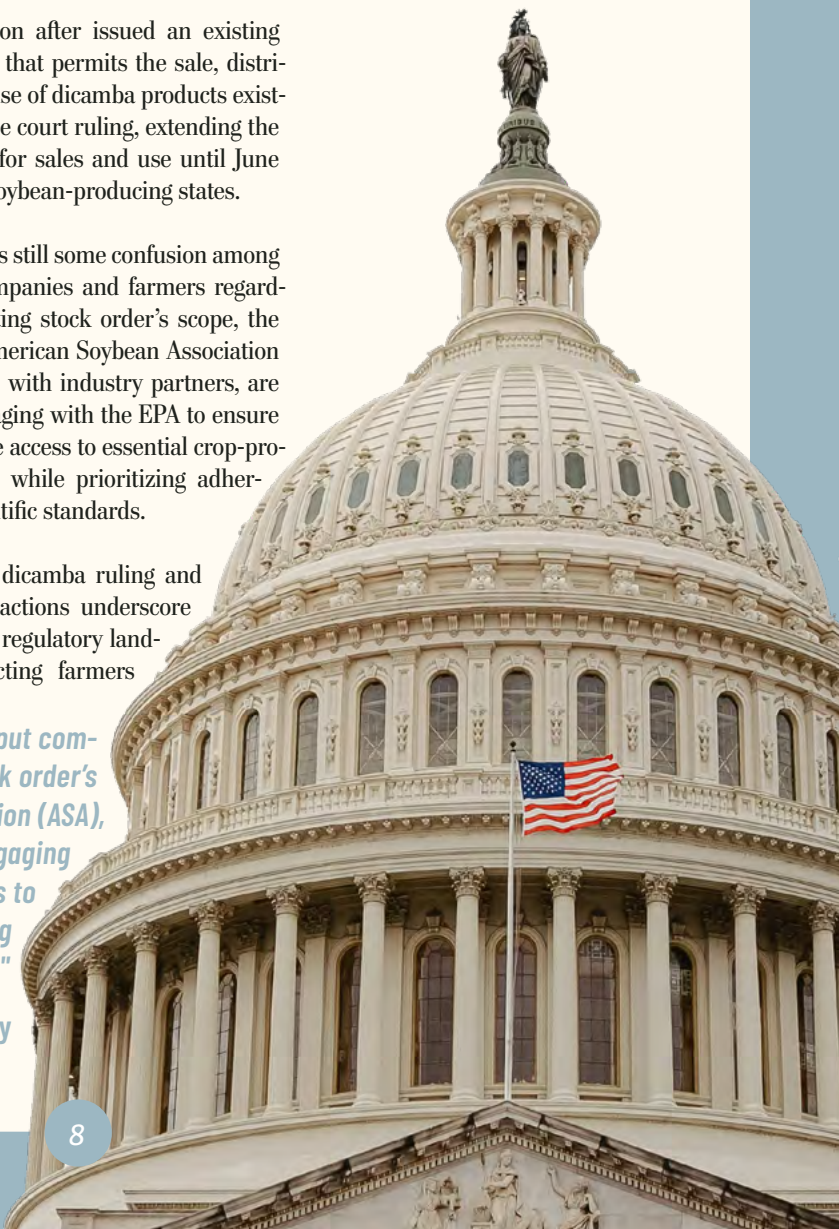 on after issued an existing
that permits the sale, distri-
se of dicamba products exist-
e court ruling, extending the
for sales and use until June
oybean-producing states.
s still some confusion among
mpanies and farmers regard-
ting stock order's scope, the
merican Soybean Association
with industry partners, are
ging with the EPA to ensure
e access to essential crop-pro-
while prioritizing adher-
tific standards.
dicamba ruling and
actions underscore
regulatory land-
cting farmers
put com-
k order's
ion (ASA),
gaging
s to
g
"
y
8